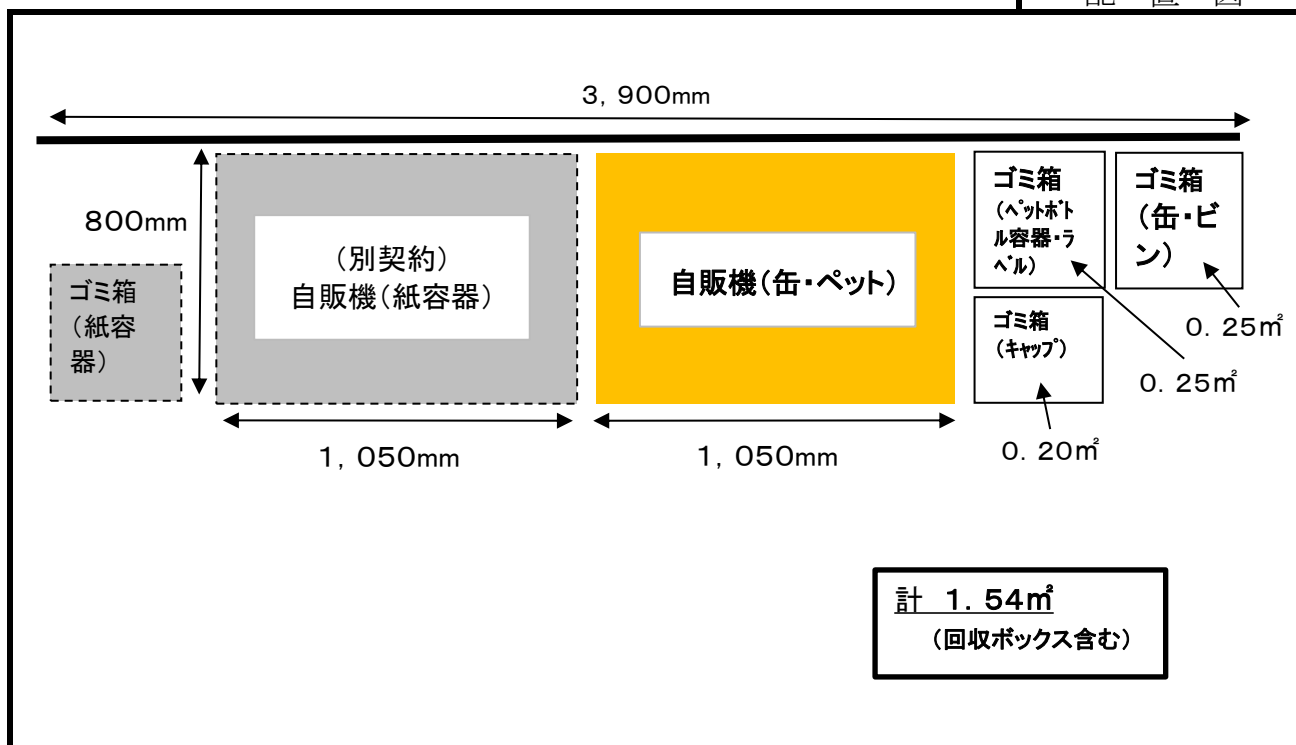 配 置 図
3，900mm
800mm
ゴミ箱
（紙容
器）
（別契約）
自販機（紙容器）
自販機（缶・ペット）
ゴミ箱
（ペットボト
ル容器・ラ
ベル）
ゴミ箱
（缶・ビ
ン）
ゴミ箱
（キャップ）
0．25㎡
0．25㎡
0．20㎡
1，050mm
1，050mm
計 1．54㎡
（回収ボックス含む）